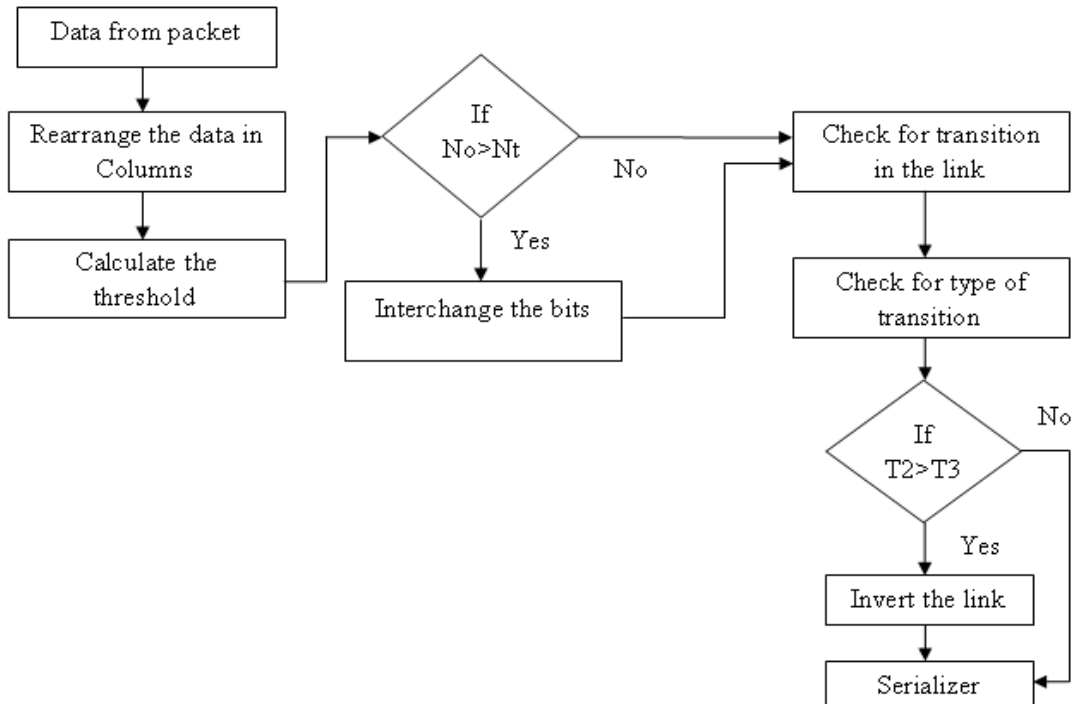 Data from packet
Rearrange the data in
Columns
Calculate the
threshold
If
No>Nt
No
Yes
Interchange the bits
Check for transition
in the link
Check for type of
transition
If
T2>T3
No
Yes
Invert the link
Serializer